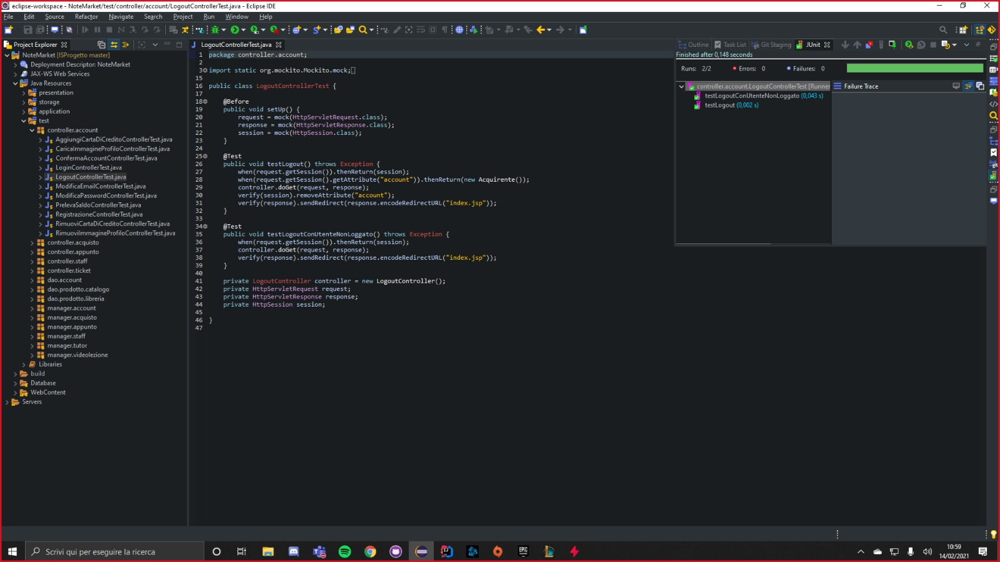 eclipse-workspace - NoteMarket/test/controller/account/LogoutControllerTest.java - Eclipse IDE
File Edit Source Refactor Navigate Search Project Run Window Help
Project Explorer
NoteMarket [ISProgetto master]
Deployment Descriptor: NoteMarket
JAX-WS Web Services
Java Resources
presentation
storage
application
test
controller.account
AggiungiCartaDiCreditoControllerTest.java
CaricaImmagineProfiloControllerTest.java
ConfermaAccountControllerTest.java
LoginControllerTest.java
LogoutControllerTest.java
ModificaEmailControllerTest.java
ModificaPasswordControllerTest.java
PrelevaSaldoControllerTest.java
RegistrazioneControllerTest.java
RimuoviCartaDiCreditoControllerTest.java
RimuoviImmagineProfiloControllerTest.java
controller.acquisto
controller.appunto
controller.staff
controller.ticket
dao.account
dao.prodotto.catalogo
dao.prodotto.libreria
manager.account
manager.acquisto
manager.appunto
manager.staff
manager.tutor
manager.videolezione
Libraries
build
Database
WebContent
Servers
LogoutControllerTest.java
1 package controller.account;
2
3 import static org.mockito.Mockito.mock;
15
16 public class LogoutControllerTest {
17
18 @Before
19 public void setUp() {
20 request = mock(HttpServletRequest.class);
21 response = mock(HttpServletResponse.class);
22 session = mock(HttpSession.class);
23 }
24
25 @Test
26 public void testLogout() throws Exception {
27 when(request.getSession()).thenReturn(session);
28 when(request.getSession().getAttribute("account")).thenReturn(new Acquirente());
29 controller.doGet(request, response);
30 verify(session).removeAttribute("account");
31 verify(response).sendRedirect(response.encodeRedirectURL("index.jsp"));
32 }
33
34 @Test
35 public void testLogoutConUtenteNonLoggato() throws Exception {
36 when(request.getSession()).thenReturn(session);
37 controller.doGet(request, response);
38 verify(response).sendRedirect(response.encodeRedirectURL("index.jsp"));
39 }
40
41 private LogoutController controller = new LogoutController();
42 private HttpServletRequest request;
43 private HttpServletResponse response;
44 private HttpSession session;
45
46 }
47
Outline Task List Git Staging JUnit
Finished after 0,148 seconds
Runs: 2/2 Errors: 0 Failures: 0
controller.account.LogoutControllerTest [Runner
testLogoutConUtenteNonLoggato (0,043 s)
testLogout (0,002 s)
Failure Trace
Scrivi qui per eseguire la ricerca
EPIC GAMES
10:59
14/02/2021